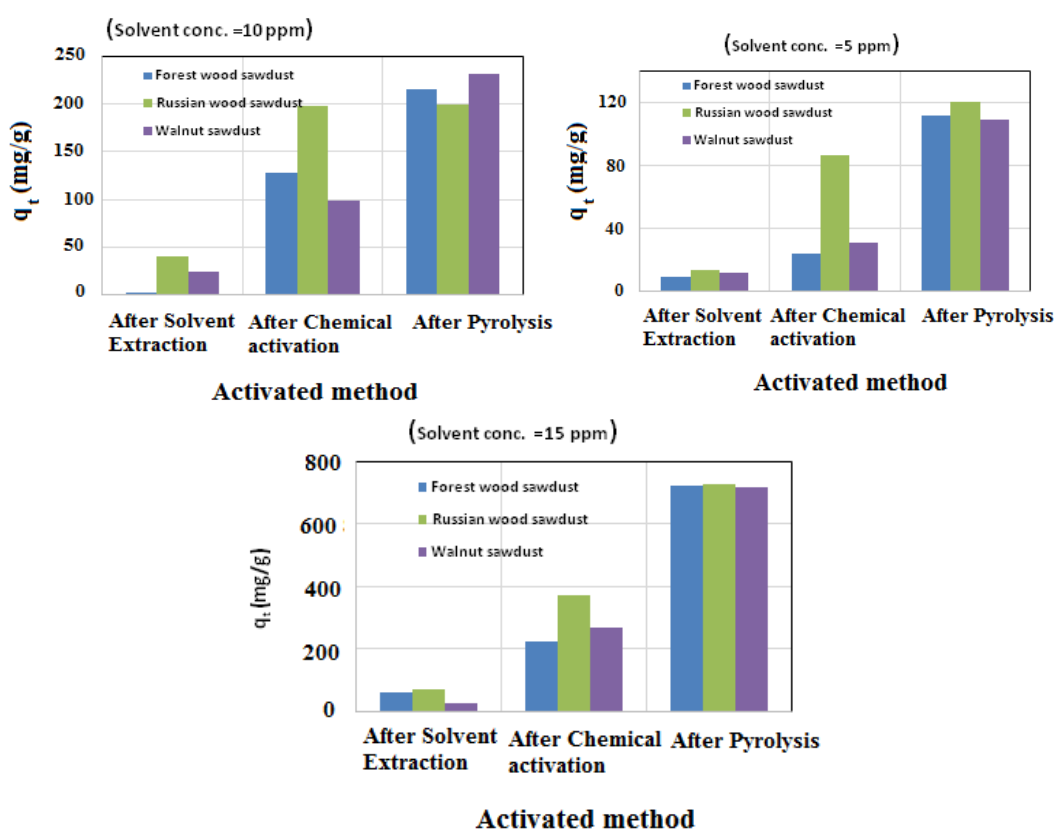 (Solvent conc. =10 ppm)
250
200
150
100
50
0
q t (mg/g)
Forest wood sawdust
Russian wood sawdust
Walnut sawdust
After Solvent
Extraction
After Chemical
activation
After Pyrolysis
Activated method
(Solvent conc. =5 ppm)
120
80
40
0
q t (mg/g)
Forest wood sawdust
Russian wood sawdust
Walnut sawdust
After Solvent
Extraction
After Chemical
activation
After Pyrolysis
Activated method
(Solvent conc. =15 ppm)
800
600
400
200
0
qt (mg/g)
Forest wood sawdust
Russian wood sawdust
Walnut sawdust
After Solvent
Extraction
After Chemical
activation
After Pyrolysis
Activated method